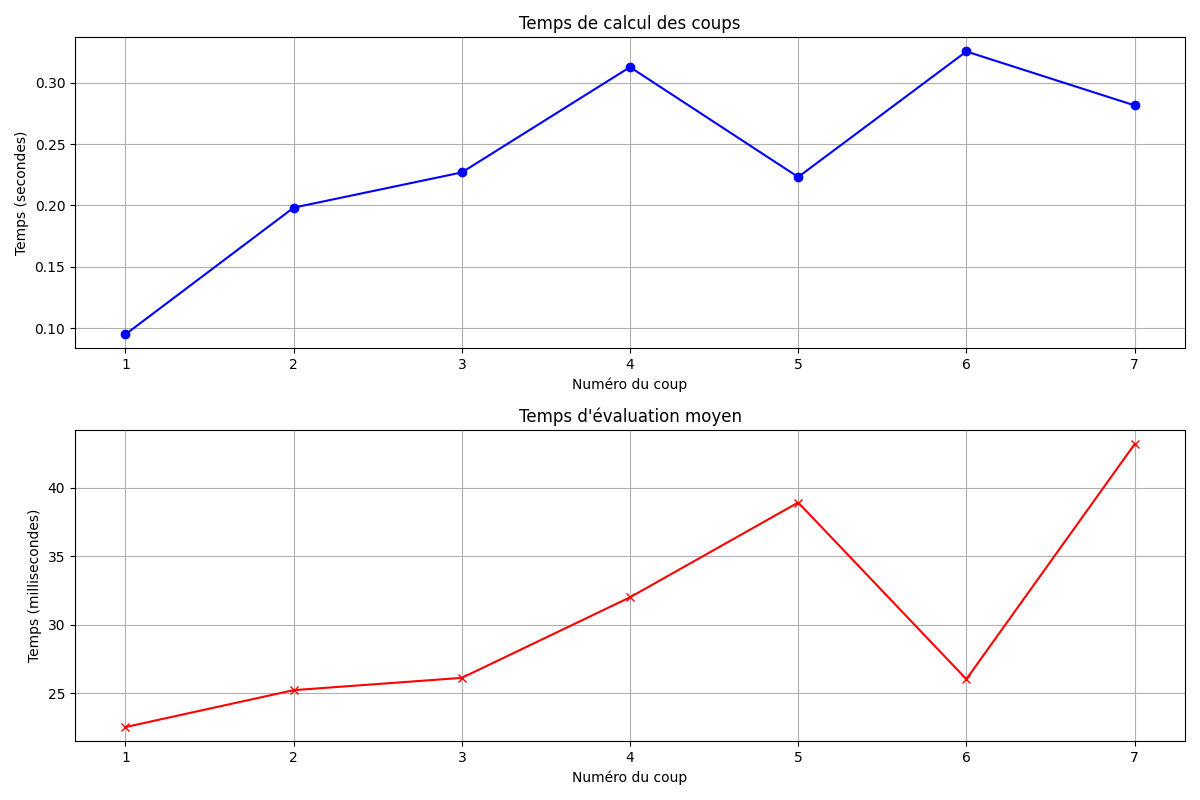 Temps de calcul des coups
0.30
0.25
0.20
0.15
0.10
Temps (secondes)
1 2 3 4 5 6 7
Numéro du coup
Temps d'évaluation moyen
40
35
30
25
Temps (millisecondes)
1 2 3 4 5 6 7
Numéro du coup